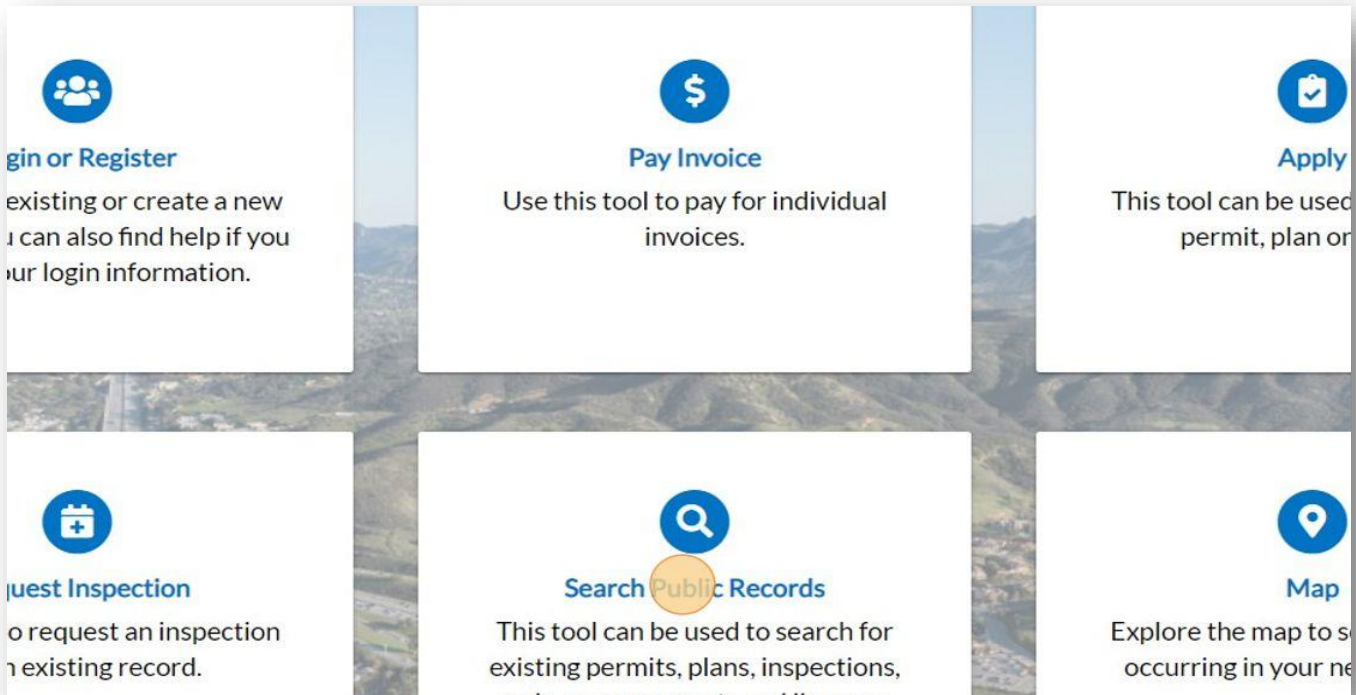 gin or Register
existing or create a new
can also find help if you
our login information.
Pay Invoice
Use this tool to pay for individual
invoices.
Apply
This tool can be used
permit, plan or
uest Inspection
o request an inspection
existing record.
Search Public Records
This tool can be used to search for
existing permits, plans, inspections,
Map
Explore the map to s
occurring in your ne